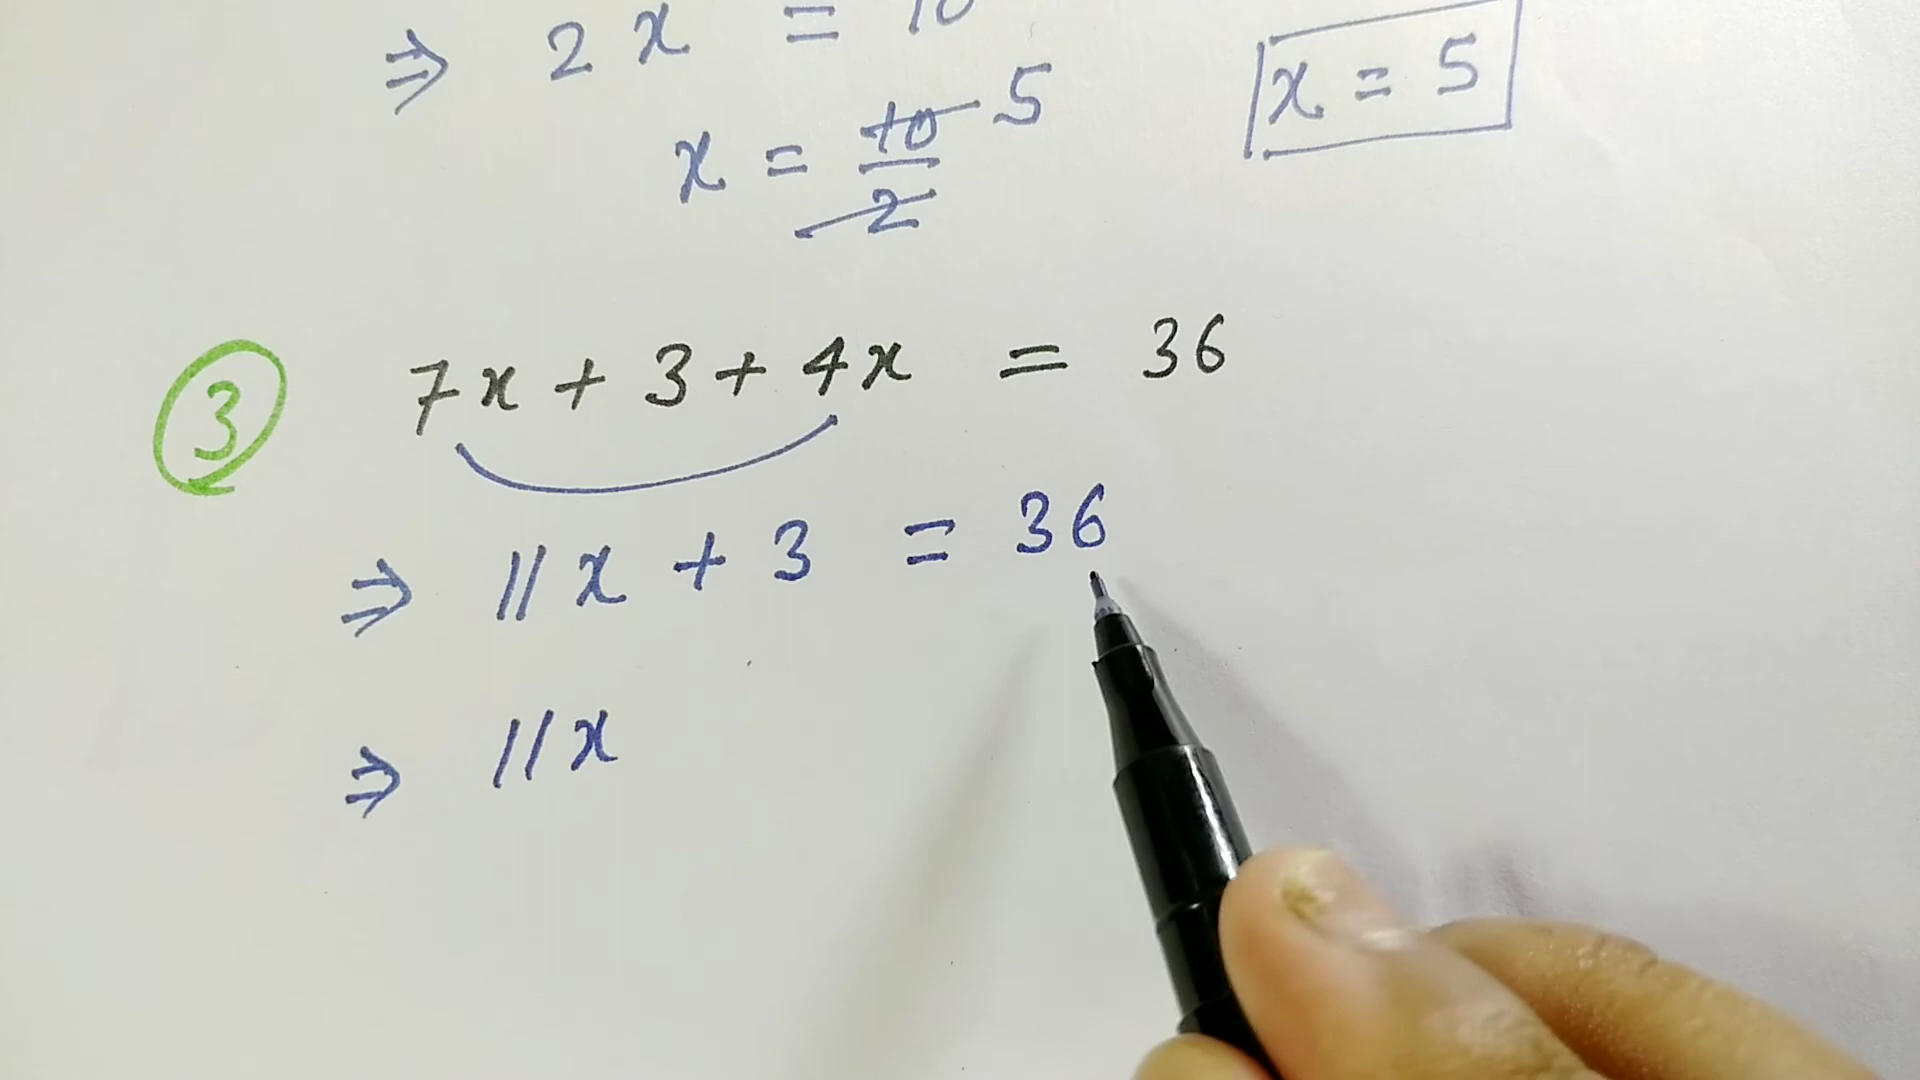 ⇒ 2x = 10
x = 10/2 5
x = 5
3 7x + 3 + 4x = 36
⇒ 11x + 3 = 36
⇒ 11x